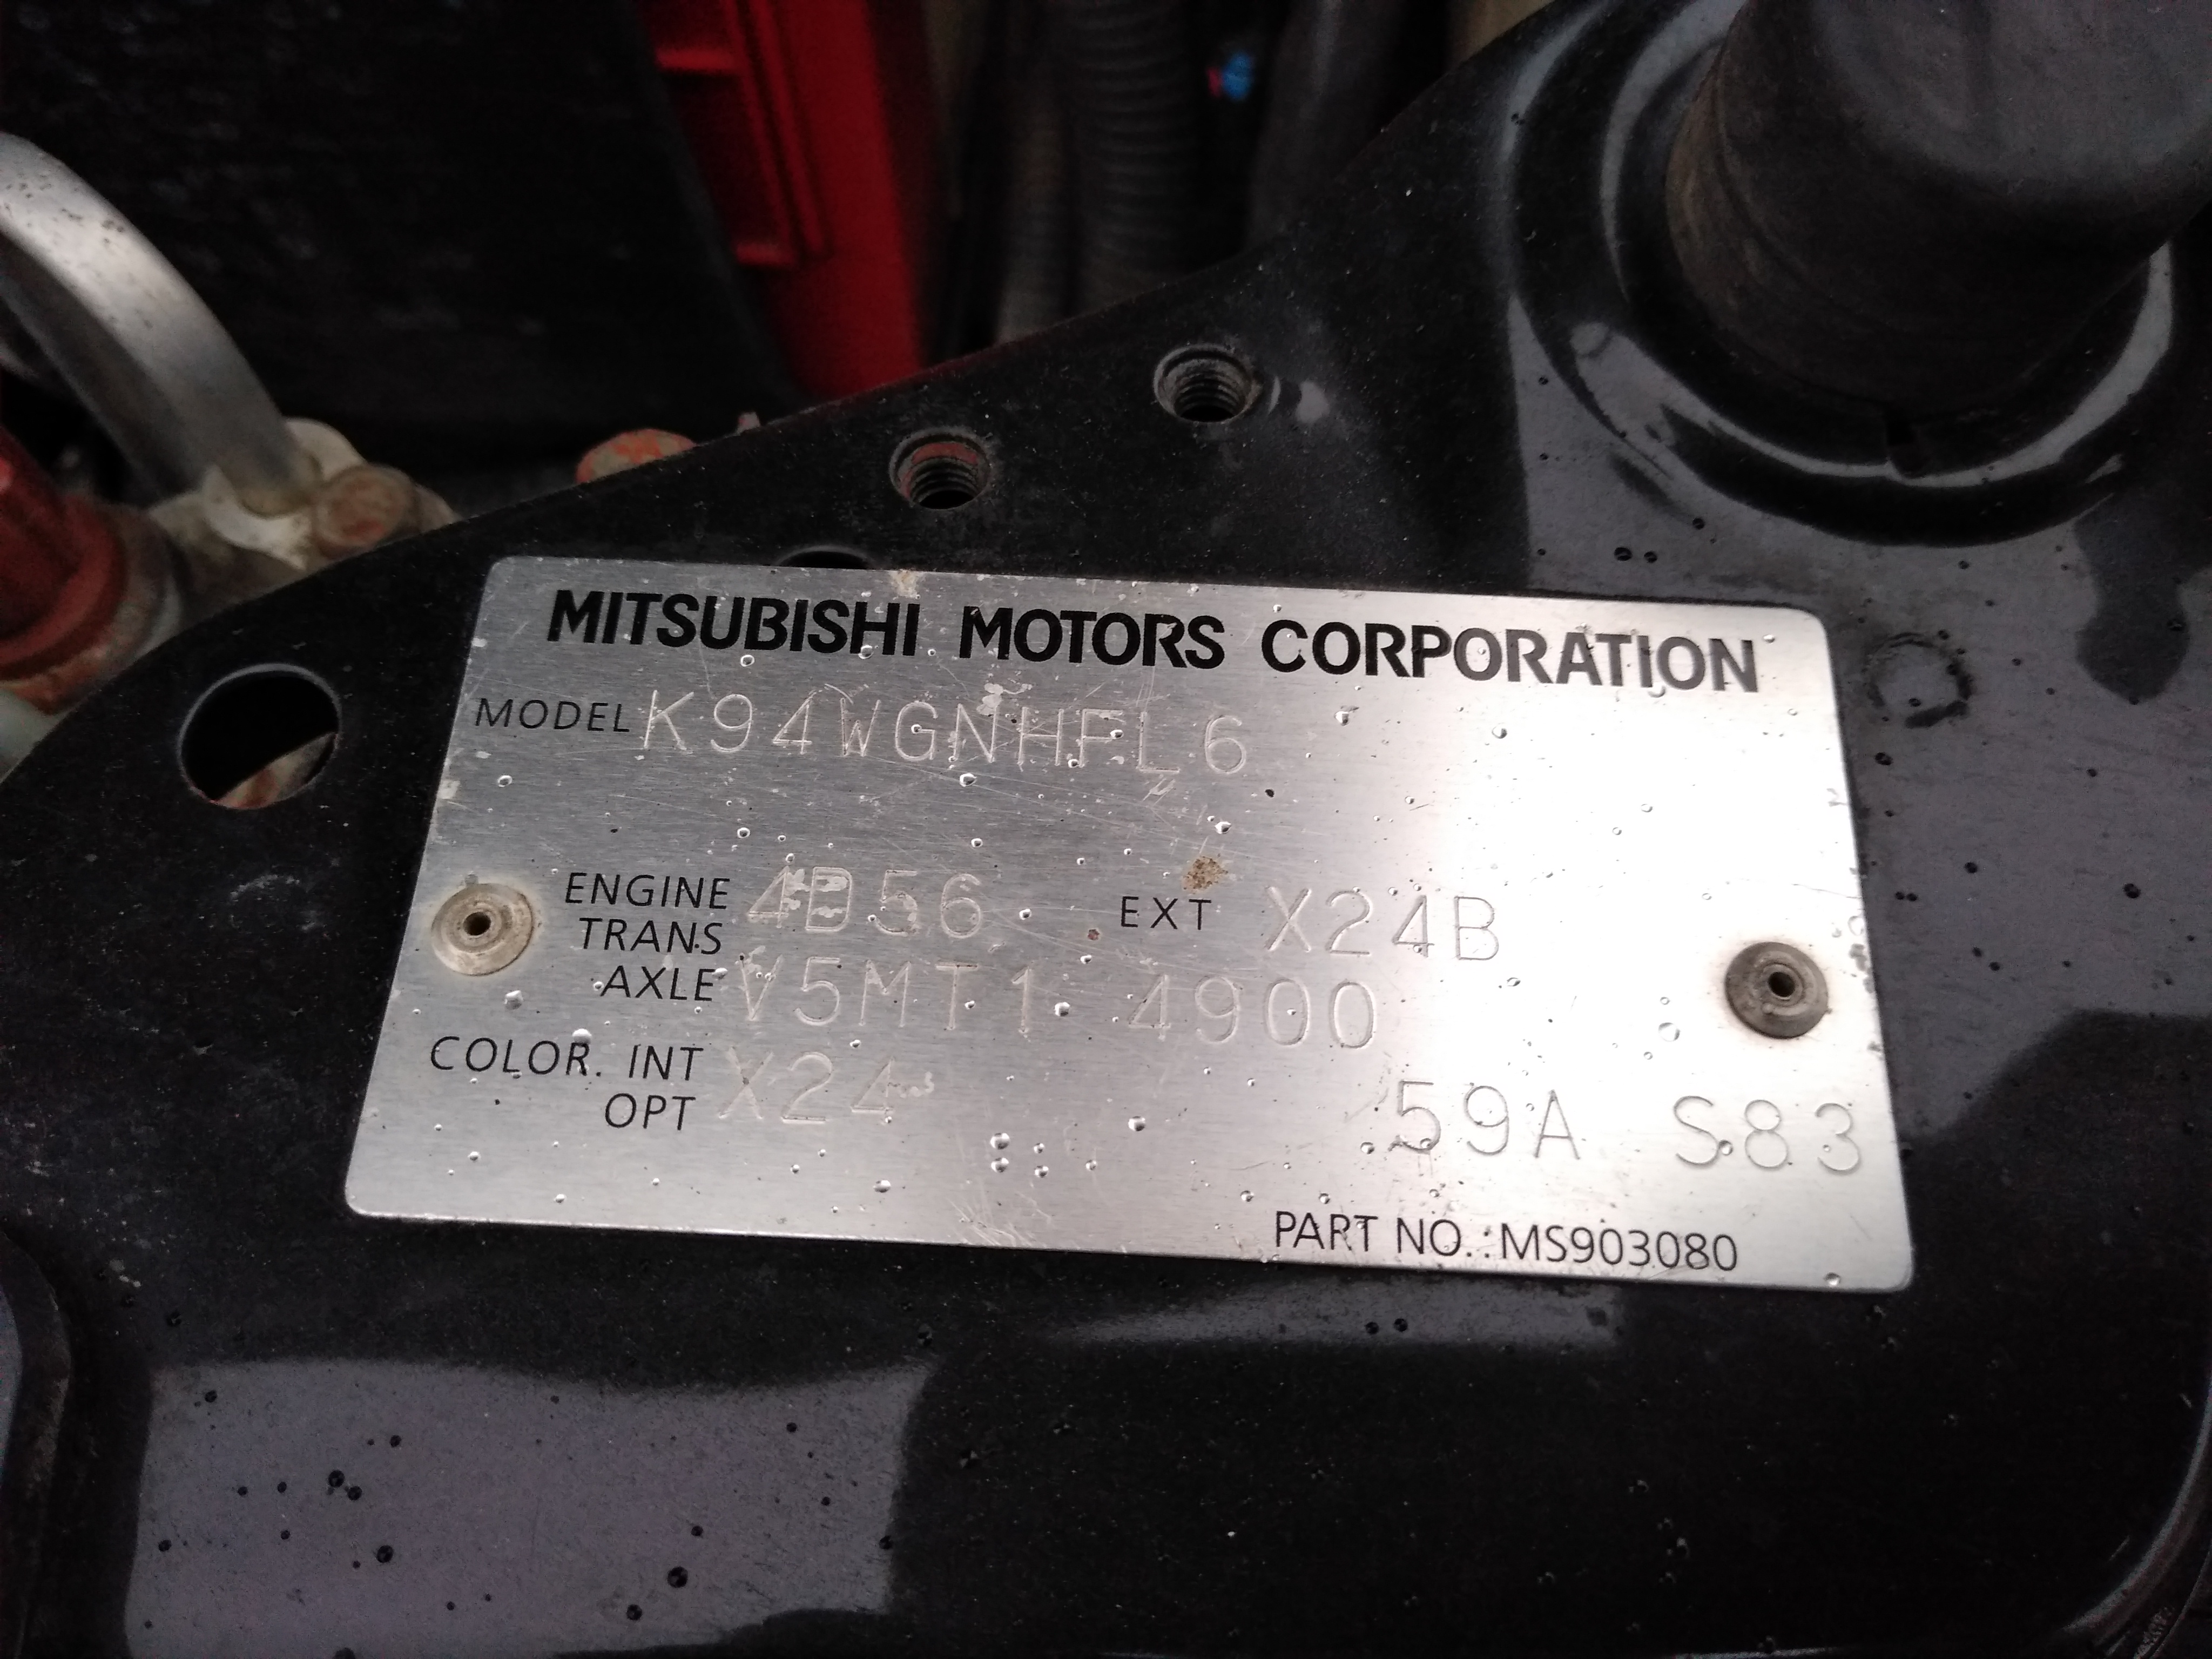 MITSUBISHI MOTORS CORPORATION
MODEL K94WGNHFL6
ENGINE 4D56 EXT X24B
TRANS
AXLE V5MT1 4900
COLOR. INT X24
OPT 59A S83
PART NO.:MS903080